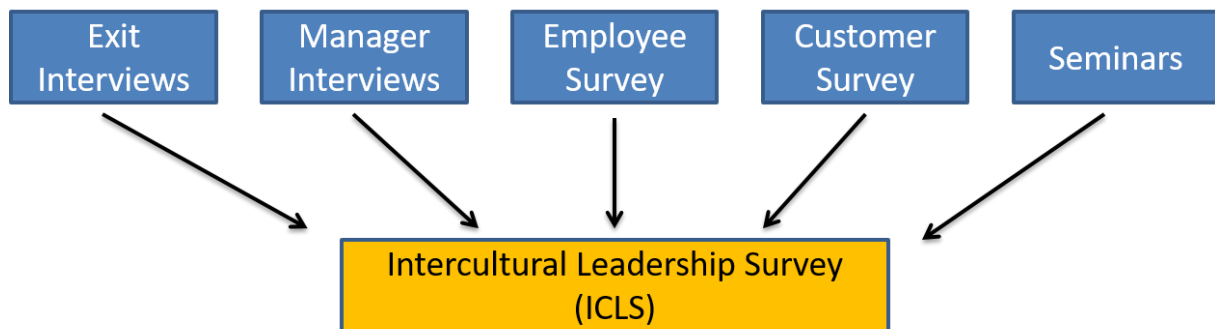 Exit
Interviews
Manager
Interviews
Employee
Survey
Customer
Survey
Seminars
Intercultural Leadership Survey
(ICLS)